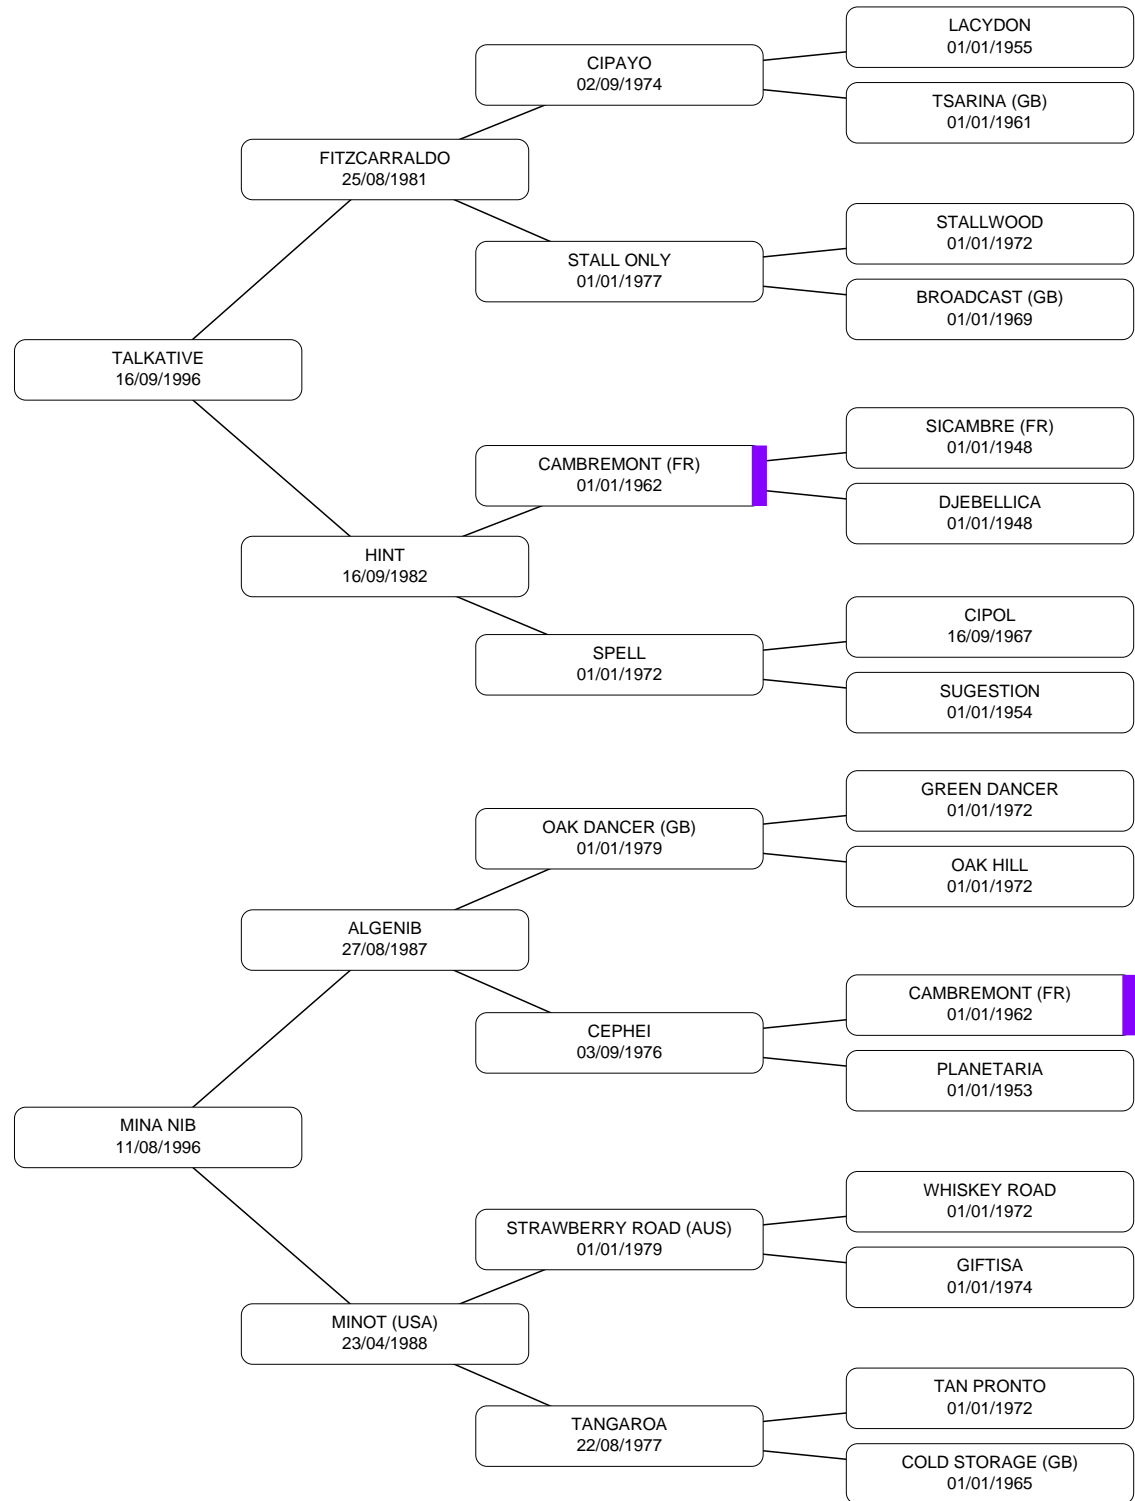 LACYDON
01/01/1955
CIPAYO
02/09/1974
TSARINA (GB)
01/01/1961
FITZCARRALDO
25/08/1981
STALLWOOD
01/01/1972
STALL ONLY
01/01/1977
BROADCAST (GB)
01/01/1969
TALKATIVE
16/09/1996
SICAMBRE (FR)
01/01/1948
CAMBREMONT (FR)
01/01/1962
DJEBELLICA
01/01/1948
HINT
16/09/1982
CIPOL
16/09/1967
SPELL
01/01/1972
SUGESTION
01/01/1954
GREEN DANCER
01/01/1972
OAK DANCER (GB)
01/01/1979
OAK HILL
01/01/1972
ALGENIB
27/08/1987
CAMBREMONT (FR)
01/01/1962
CEPHEI
03/09/1976
PLANETARIA
01/01/1953
MINA NIB
11/08/1996
WHISKEY ROAD
01/01/1972
STRAWBERRY ROAD (AUS)
01/01/1979
GIFTISA
01/01/1974
MINOT (USA)
23/04/1988
TAN PRONTO
01/01/1972
TANGAROA
22/08/1977
COLD STORAGE (GB)
01/01/1965